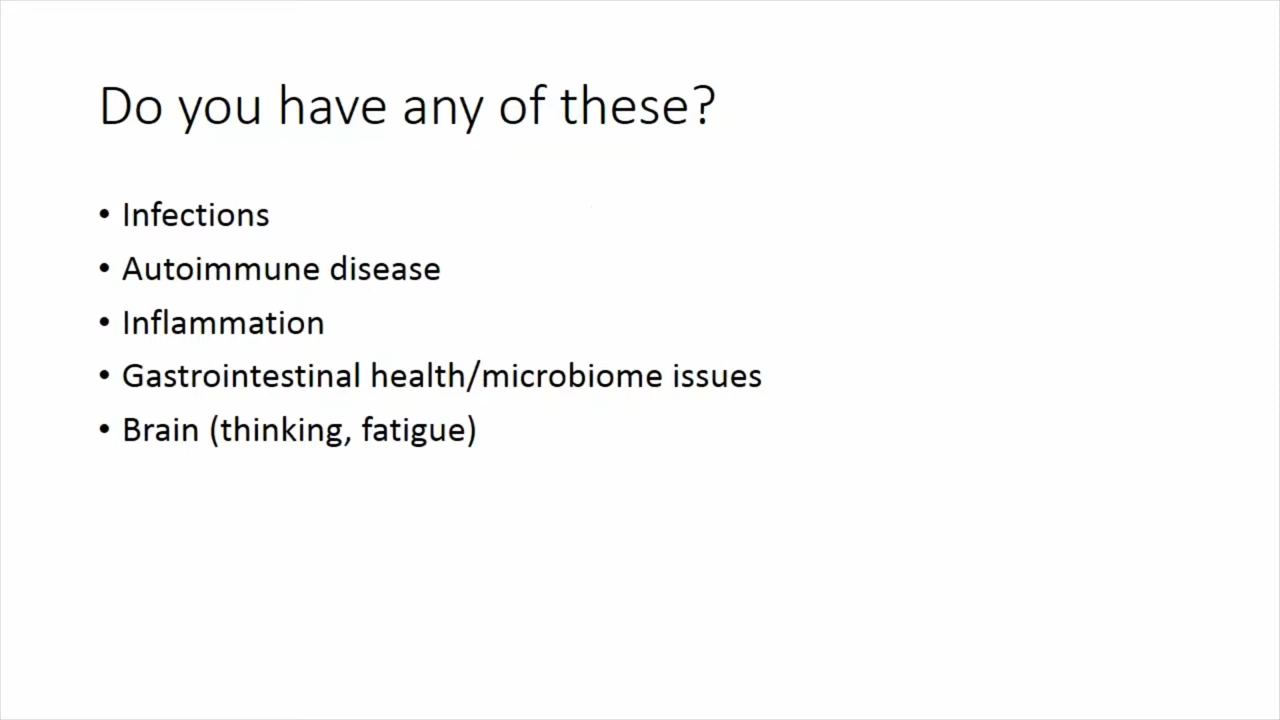 Do you have any of these?
• Infections
• Autoimmune disease
• Inflammation
• Gastrointestinal health/microbiome issues
• Brain (thinking, fatigue)